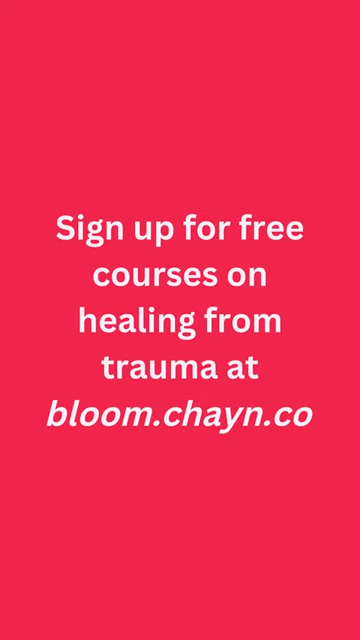 Sign up for free
courses on
healing from
trauma at
bloom.chayn.co